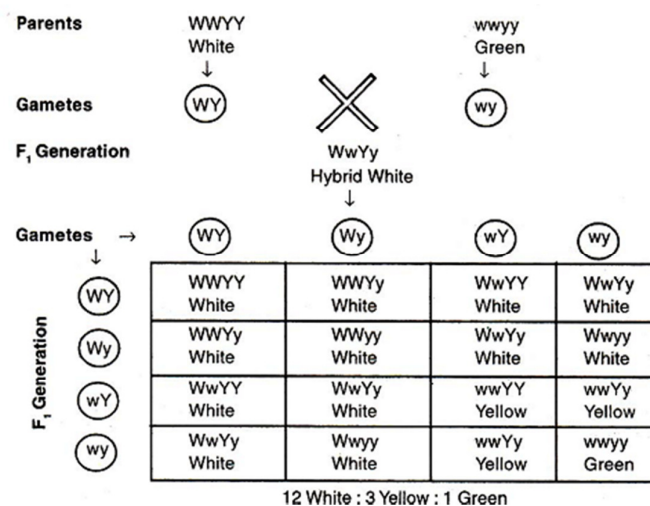 Parents WWYY wwyy
White Green
↓ ↓
Gametes WY wy
F₁ Generation WwYy
Hybrid White
↓
Gametes → WY Wy wY wy
↓
WY WWYY WWYy WwYY WwYy
White White White White
Wy WWYy WWyy WwYy Wwyy
White White White White
wY WwYY WwYy wwYY wwYy
White White Yellow Yellow
wy WwYy Wwyy wwYy wwyy
White White Yellow Green
F₁ Generation
12 White : 3 Yellow : 1 Green